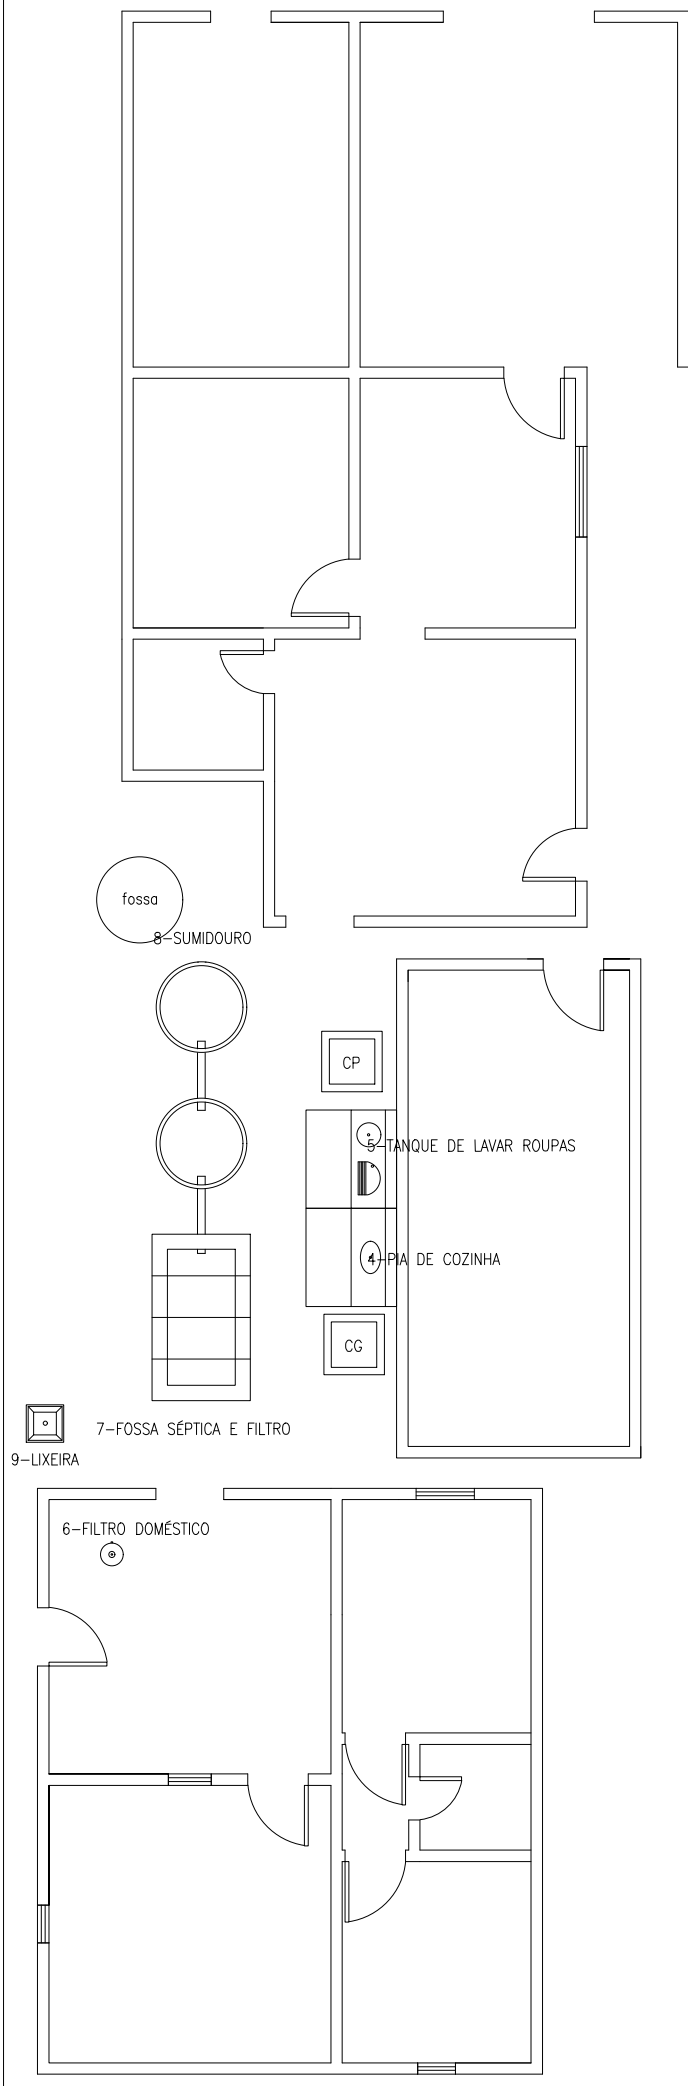 fossa
8-SUMIDOURO
CP
5-TANQUE DE LAVAR ROUPAS
4-PIA DE COZINHA
CG
7-FOSSA SÉPTICA E FILTRO
9-LIXEIRA
6-FILTRO DOMÉSTICO